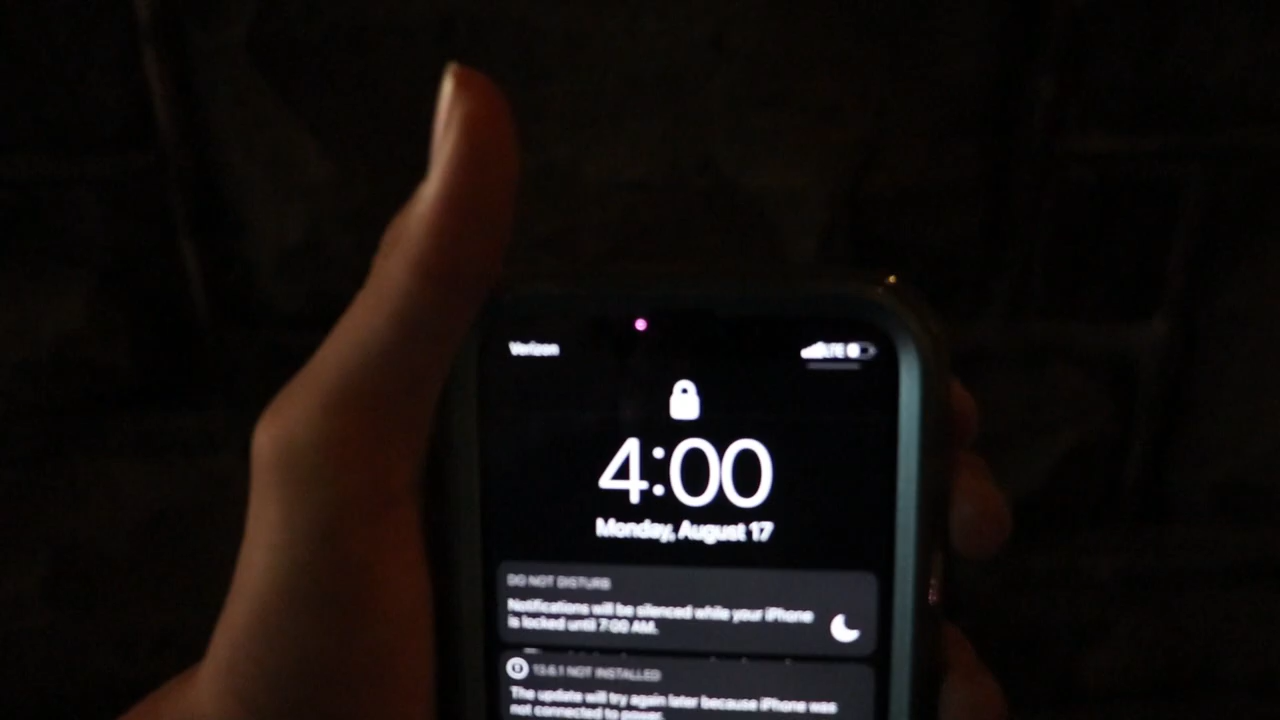 Verizon
LTE
4:00
Monday, August 17
DO NOT DISTURB
Notifications will be silenced while your iPhone
is locked until 7:00 AM.
13.6.1 NOT INSTALLED
The update will try again later because iPhone was
not connected to power.